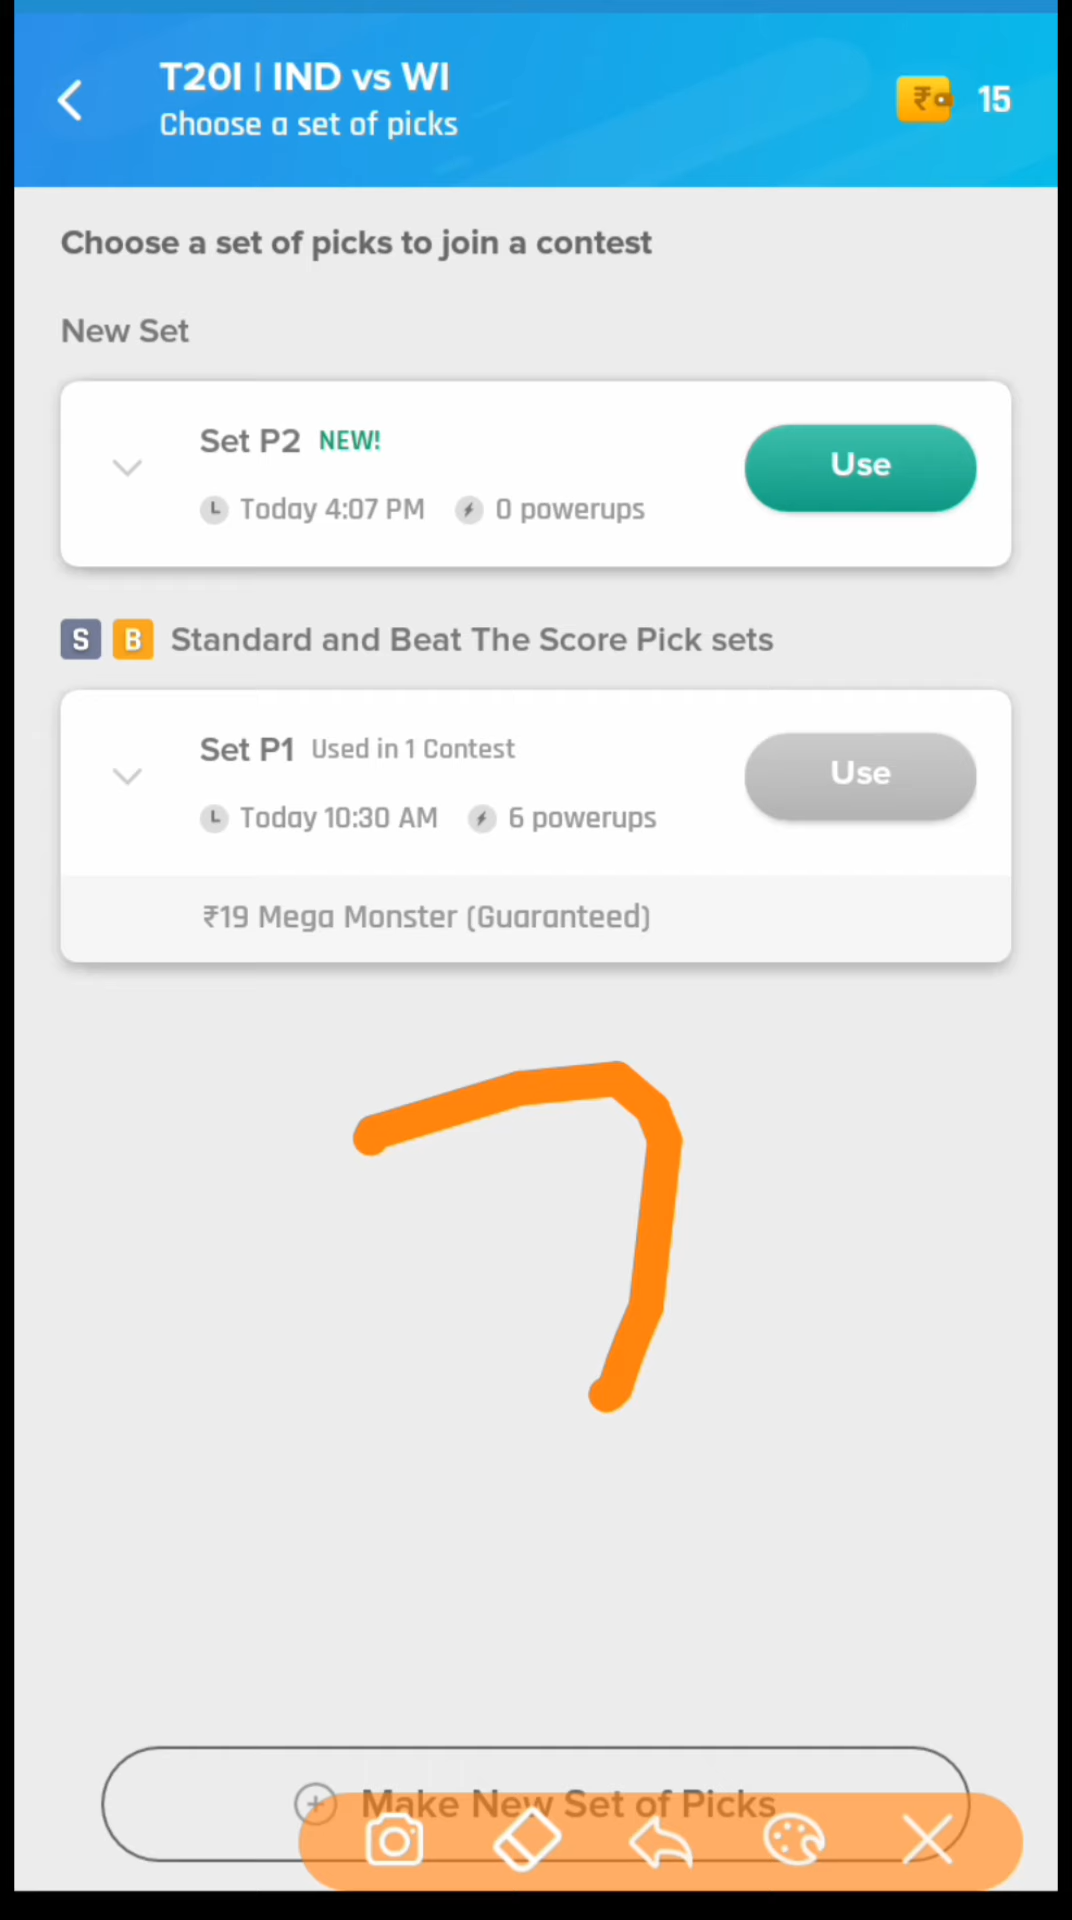 T20I | IND vs WI
Choose a set of picks
₹ 15
Choose a set of picks to join a contest
New Set
Set P2 NEW!
Today 4:07 PM 0 powerups
Use
S B Standard and Beat The Score Pick sets
Set P1 Used in 1 Contest
Today 10:30 AM 6 powerups
Use
₹19 Mega Monster (Guaranteed)
Make New Set of Picks